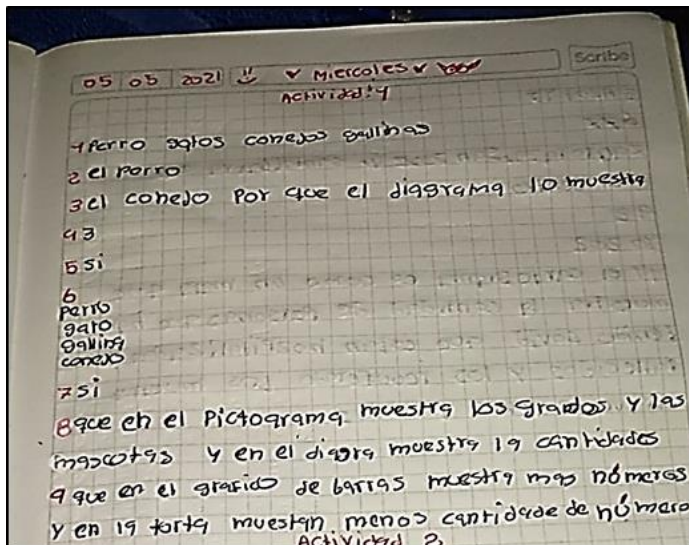 Scribe
05 05 2021 Miercoles
Actividad:4
1 Perro gatos conejos gallinas
2 el Perro
3 el conejo Por que el diagrama lo muestra
4 3
5 si
6
perro
gato
gallina
conejo
7 si
8 que en el Pictograma muestra los grados y las
mascotas y en el diagra muestra la cantidades
9 que en el grafico de barras muestra mas números
y en la torta muestan menos cantidade de número
Actividad 2